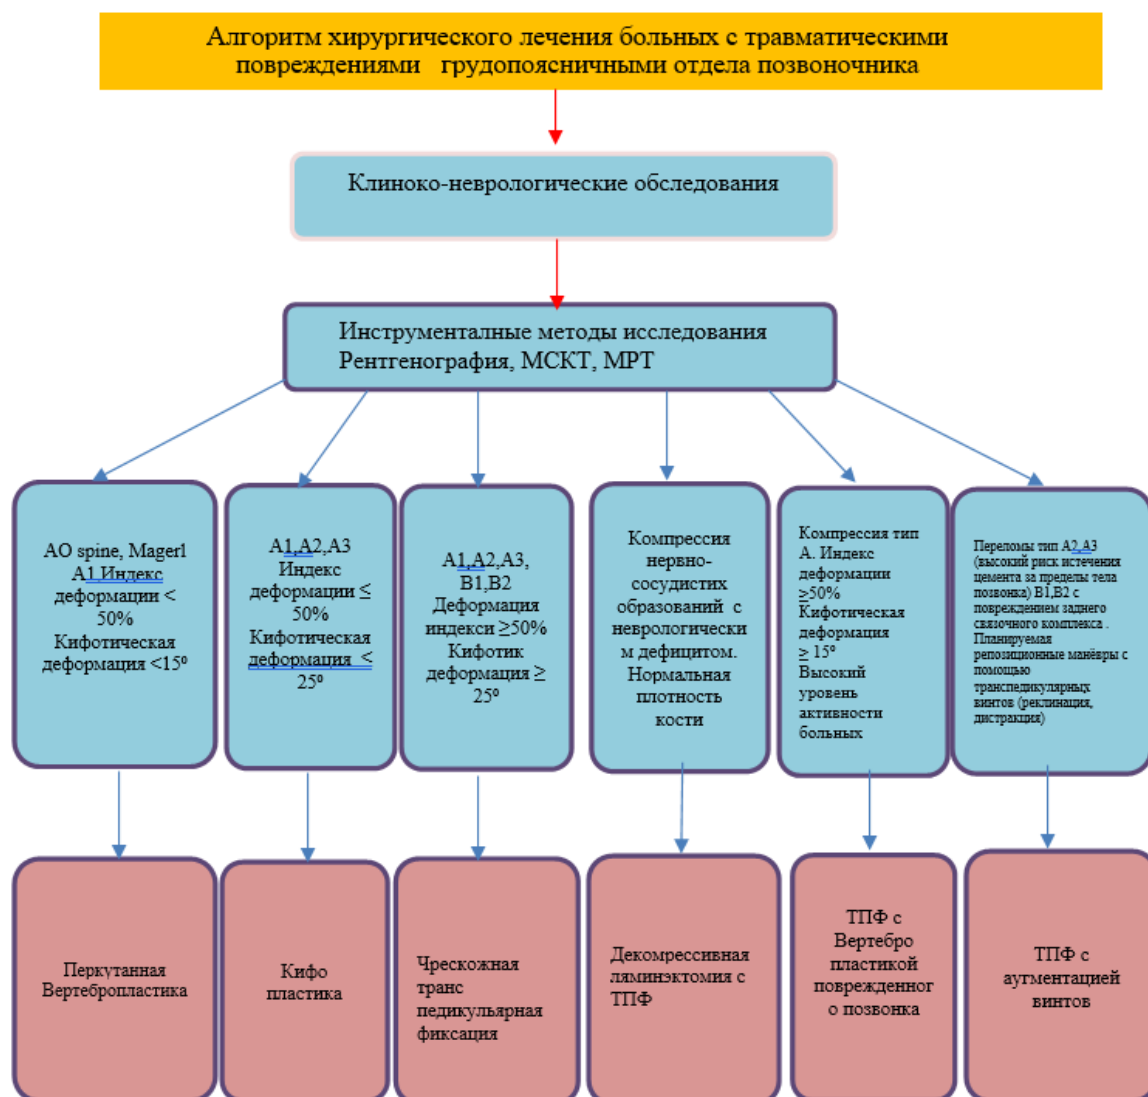 Алгоритм хирургического лечения больных с травматическими
повреждениями грудопоясничными отдела позвоночника
Клиноко-неврологические обследования
Инструменталные методы исследования
Рентгенография, МСКТ, МРТ
AO spine, Magerl
A1,Индекс
деформации <
50%
Кифотическая
деформация <15⁰
A1,A2,A3
Индекс
деформации ≤
50%
Кифотическая
деформация <
25⁰
A1,A2,A3,
B1,B2
Деформация
индекси ≥50%
Кифотик
деформация ≥
25⁰
Компрессия
нервно-
сосудистих
образований с
неврологически
м дефицитом.
Нормальная
плотность
кости
Компрессия тип
А. Индекс
деформации
≥50%
Кифотическая
деформация
≥ 15⁰
Высокий
уровень
активности
больных
Переломы тип A2,A3
(высокий риск истечения
цемента за пределы тела
позвонка) B1,B2 с
повреждением заднего
связочного комплекса .
Планируемая
репозиционные манёвры с
помощью
транспедикулярных
винтов (реклинация,
дистракция)
Перкутанная
Вертебропластика
Кифо
пластика
Чрескожная
транс
педикульярная
фиксация
Декомрессивная
ляминэктомия с
ТПФ
ТПФ с
Вертебро
пластикой
поврежденног
о позвонка
ТПФ с
аугментацией
винтов